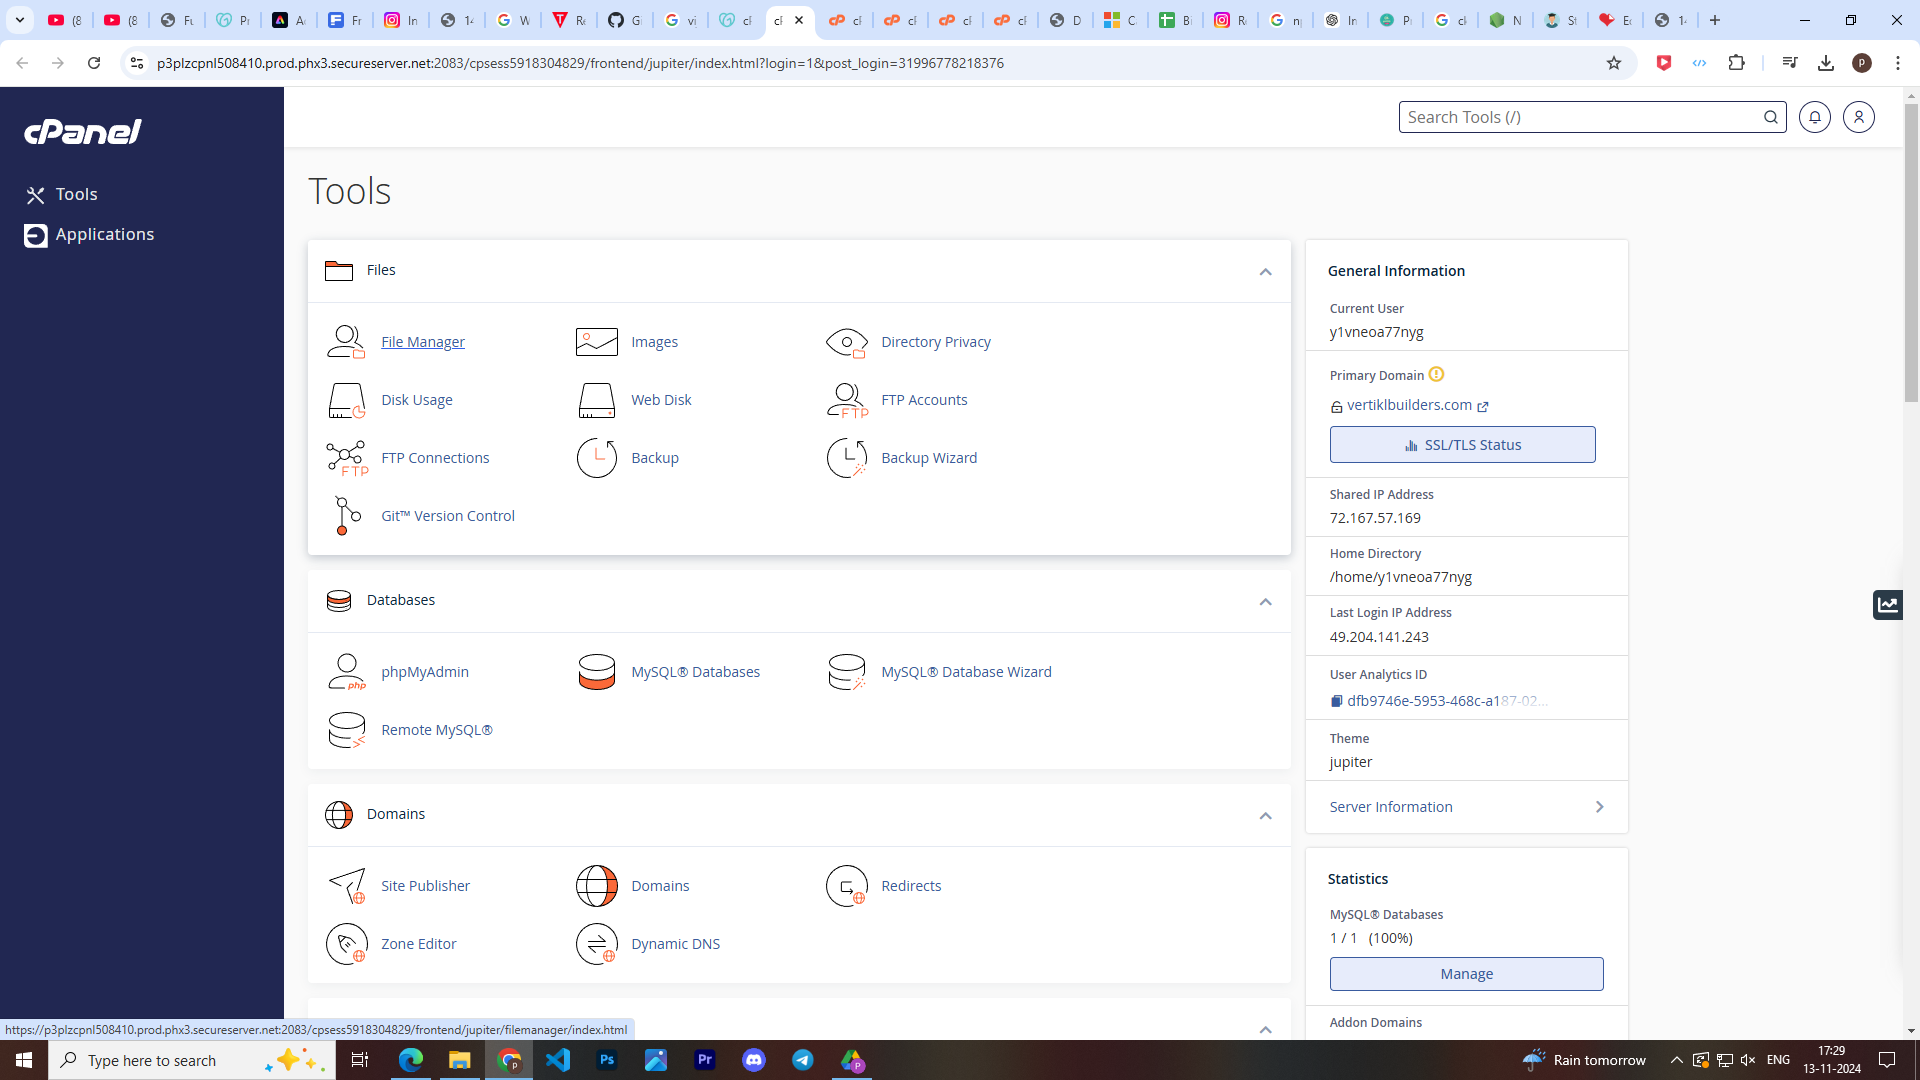 p3plzcpnl508410.prod.phx3.secureserver.net:2083/cpsess5918304829/frontend/jupiter/index.html?login=1&post_login=31996778218376
cPanel
Search Tools (/)
Tools
Applications
Tools
Files
File Manager
Images
Directory Privacy
Disk Usage
Web Disk
FTP Accounts
FTP Connections
Backup
Backup Wizard
Git™ Version Control
Databases
phpMyAdmin
MySQL® Databases
MySQL® Database Wizard
Remote MySQL®
Domains
Site Publisher
Domains
Redirects
Zone Editor
Dynamic DNS
General Information
Current User
y1vneoa77nyg
Primary Domain
vertiklbuilders.com
SSL/TLS Status
Shared IP Address
72.167.57.169
Home Directory
/home/y1vneoa77nyg
Last Login IP Address
49.204.141.243
User Analytics ID
dfb9746e-5953-468c-a187-02...
Theme
jupiter
Server Information
Statistics
MySQL® Databases
1 / 1 (100%)
Manage
Addon Domains
https://p3plzcpnl508410.prod.phx3.secureserver.net:2083/cpsess5918304829/frontend/jupiter/filemanager/index.html
Type here to search
Rain tomorrow
ENG
17:29
13-11-2024